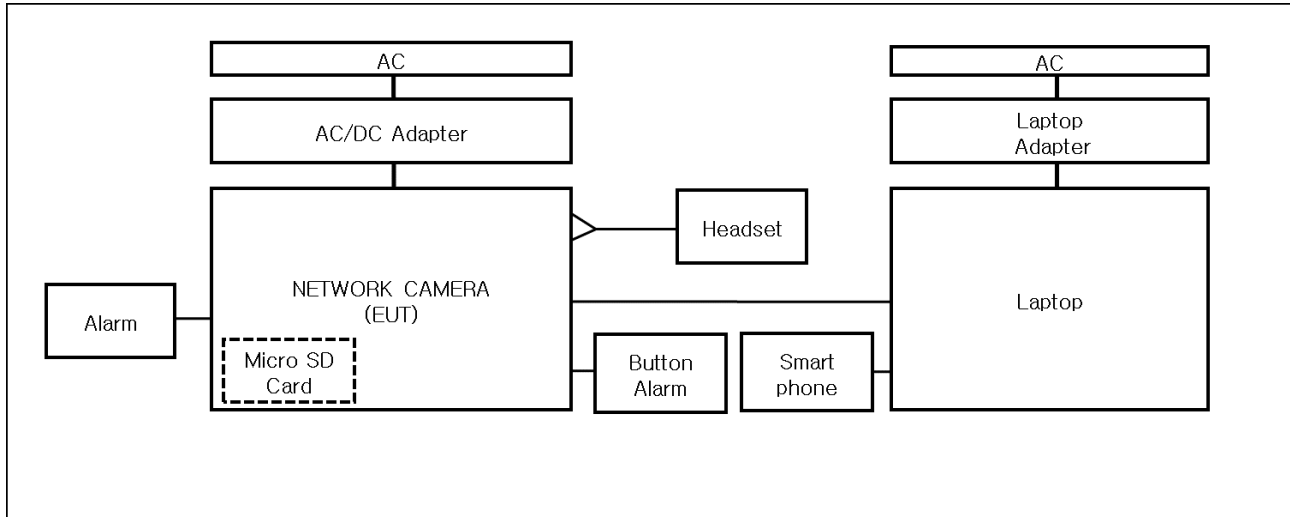 AC
AC
AC/DC Adapter
Laptop
Adapter
Headset
NETWORK CAMERA
(EUT)
Laptop
Alarm
Micro SD
Card
Button
Alarm
Smart
phone